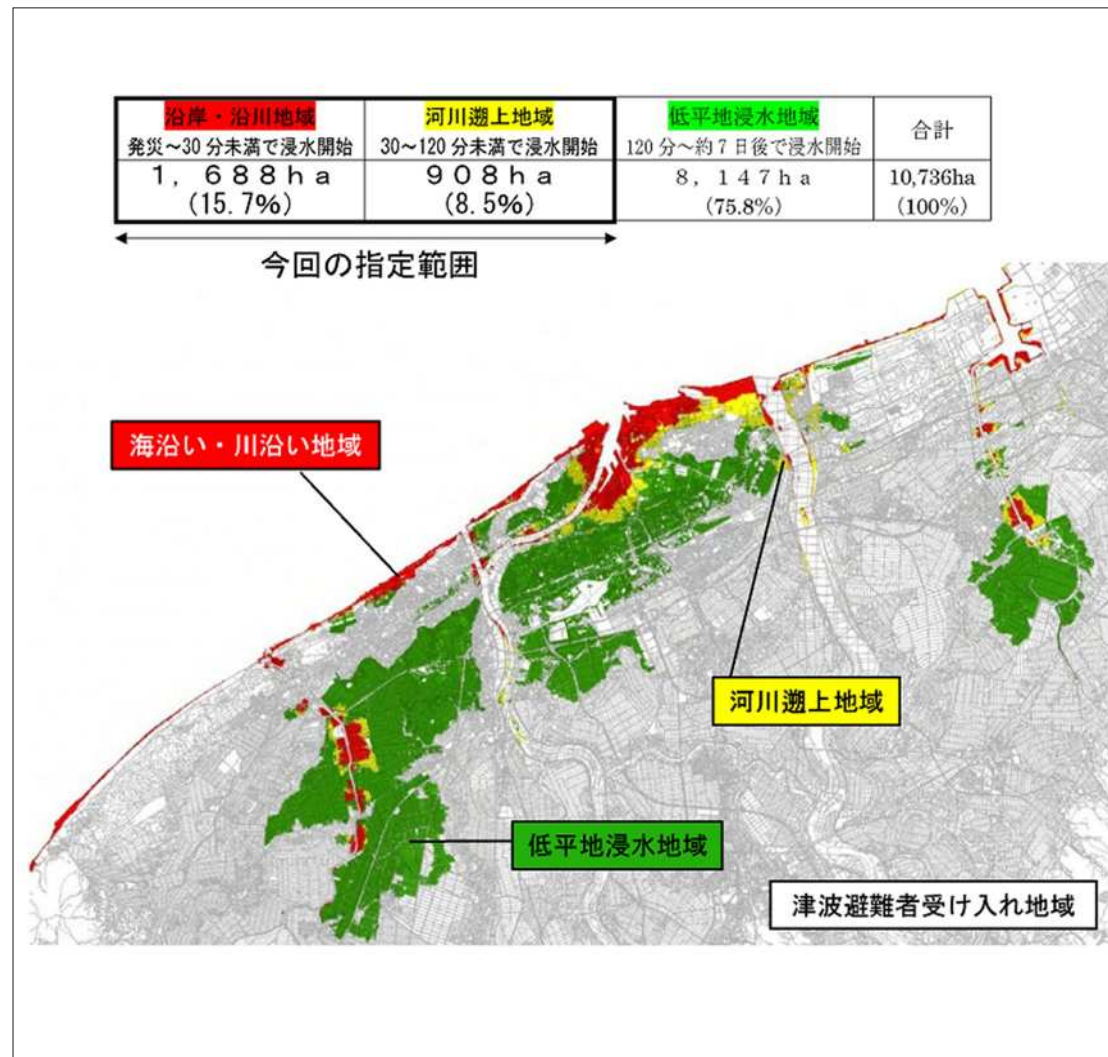 沿岸・沿川地域
発災～30分未満で浸水開始
河川遡上地域
30～120分未満で浸水開始
低平地浸水地域
120分～約7日後で浸水開始
合計
１，６８８ｈａ
(15.7%)
９０８ｈａ
(8.5%)
８，１４７ｈａ
(75.8%)
10,736ha
(100%)
今回の指定範囲
海沿い・川沿い地域
河川遡上地域
低平地浸水地域
津波避難者受け入れ地域